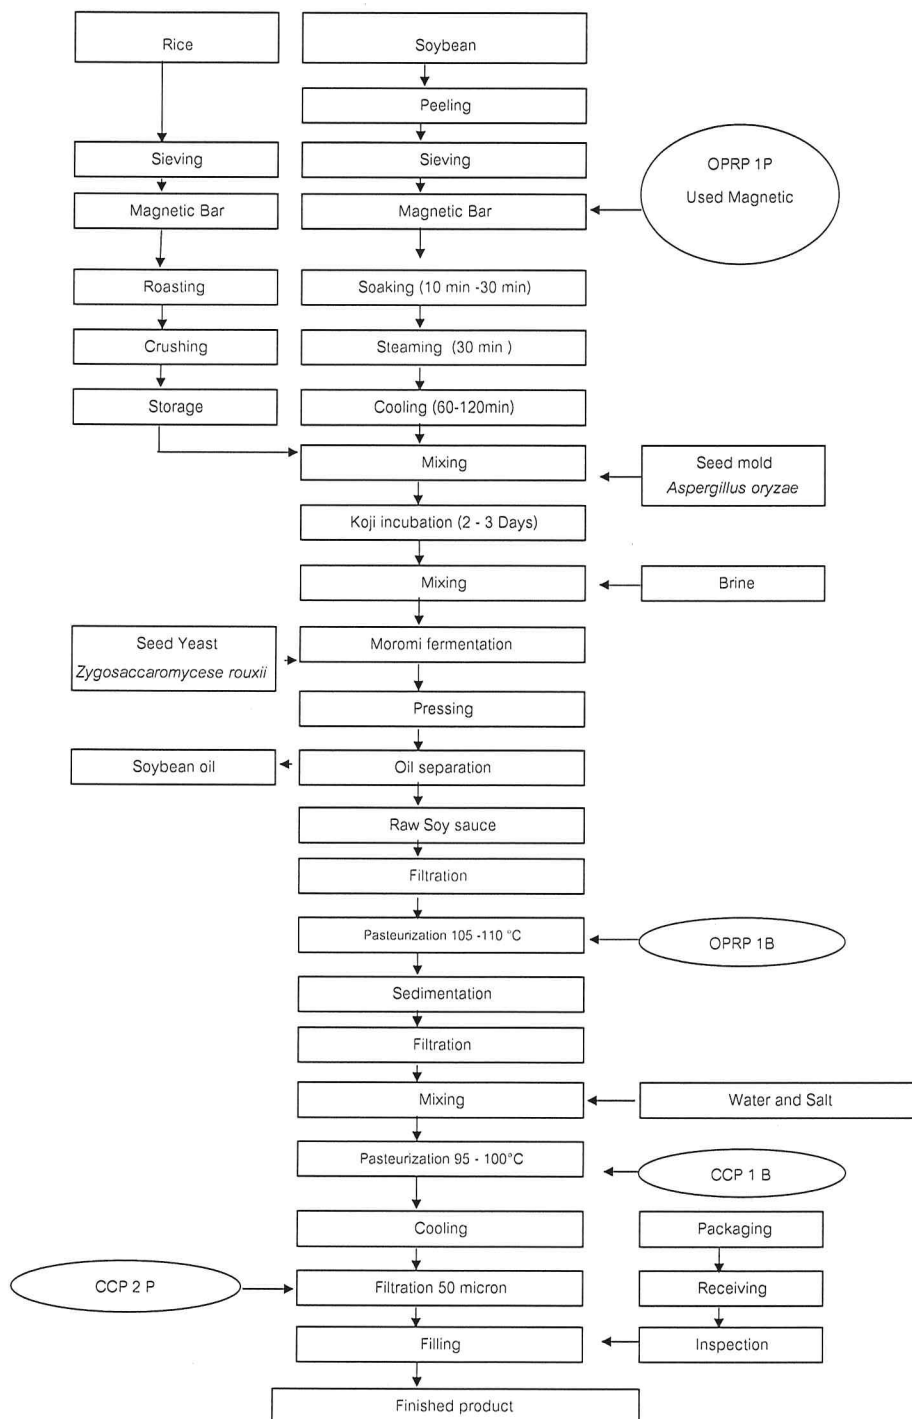 Rice
Soybean
Peeling
Sieving
Sieving
OPRP 1P
Used Magnetic
Magnetic Bar
Magnetic Bar
Roasting
Soaking (10 min -30 min)
Crushing
Steaming (30 min )
Storage
Cooling (60-120min)
Mixing
Seed mold
Aspergillus oryzae
Koji incubation (2 - 3 Days)
Mixing
Brine
Seed Yeast
Zygosaccaromycese rouxii
Moromi fermentation
Pressing
Soybean oil
Oil separation
Raw Soy sauce
Filtration
Pasteurization 105 -110 °C
OPRP 1B
Sedimentation
Filtration
Mixing
Water and Salt
Pasteurization 95 - 100°C
CCP 1 B
Cooling
Packaging
CCP 2 P
Filtration 50 micron
Receiving
Filling
Inspection
Finished product